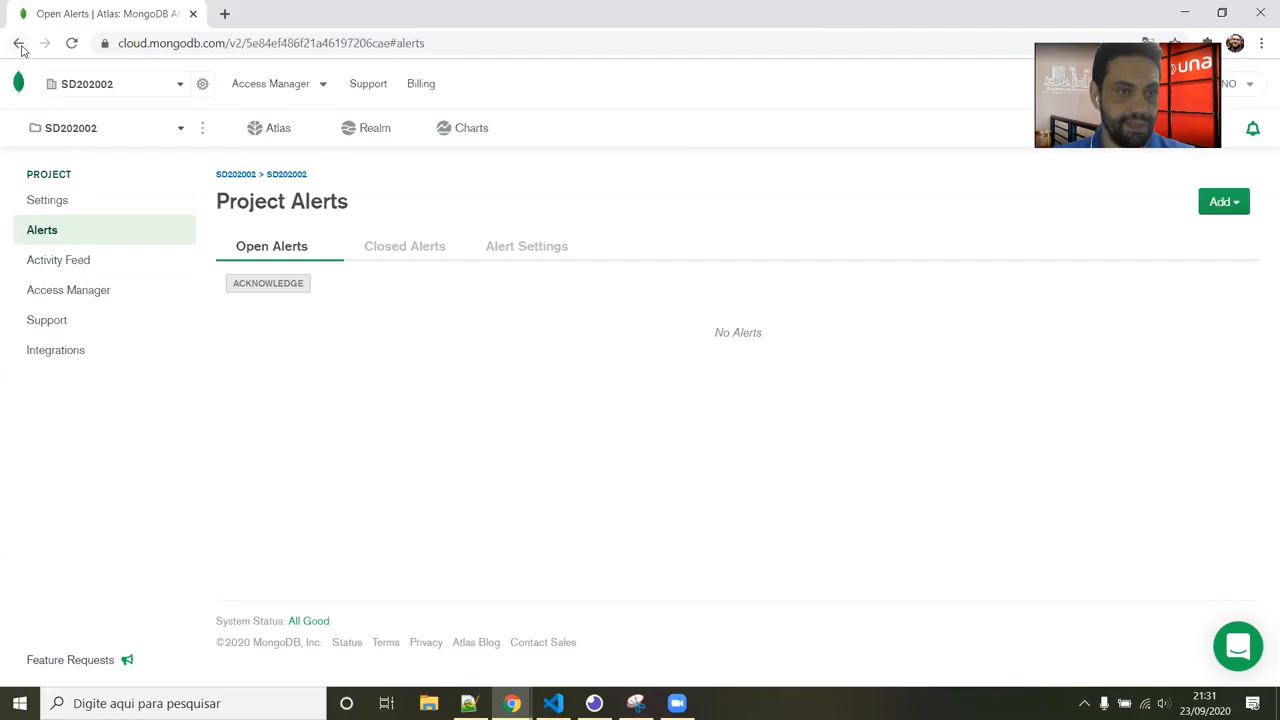 Open Alerts | Atlas: MongoDB At
cloud.mongodb.com/v2/5e84ef486f21a46197206cae#alerts
SD202002
Access Manager
Support
Billing
una
NO
SD202002
Atlas
Realm
Charts
PROJECT
Settings
Alerts
Activity Feed
Access Manager
Support
Integrations
Feature Requests
SD202002 > SD202002
Project Alerts
Add
Open Alerts
Closed Alerts
Alert Settings
ACKNOWLEDGE
No Alerts
System Status: All Good
©2020 MongoDB, Inc. Status Terms Privacy Atlas Blog Contact Sales
Digite aqui para pesquisar
21:31
23/09/2020